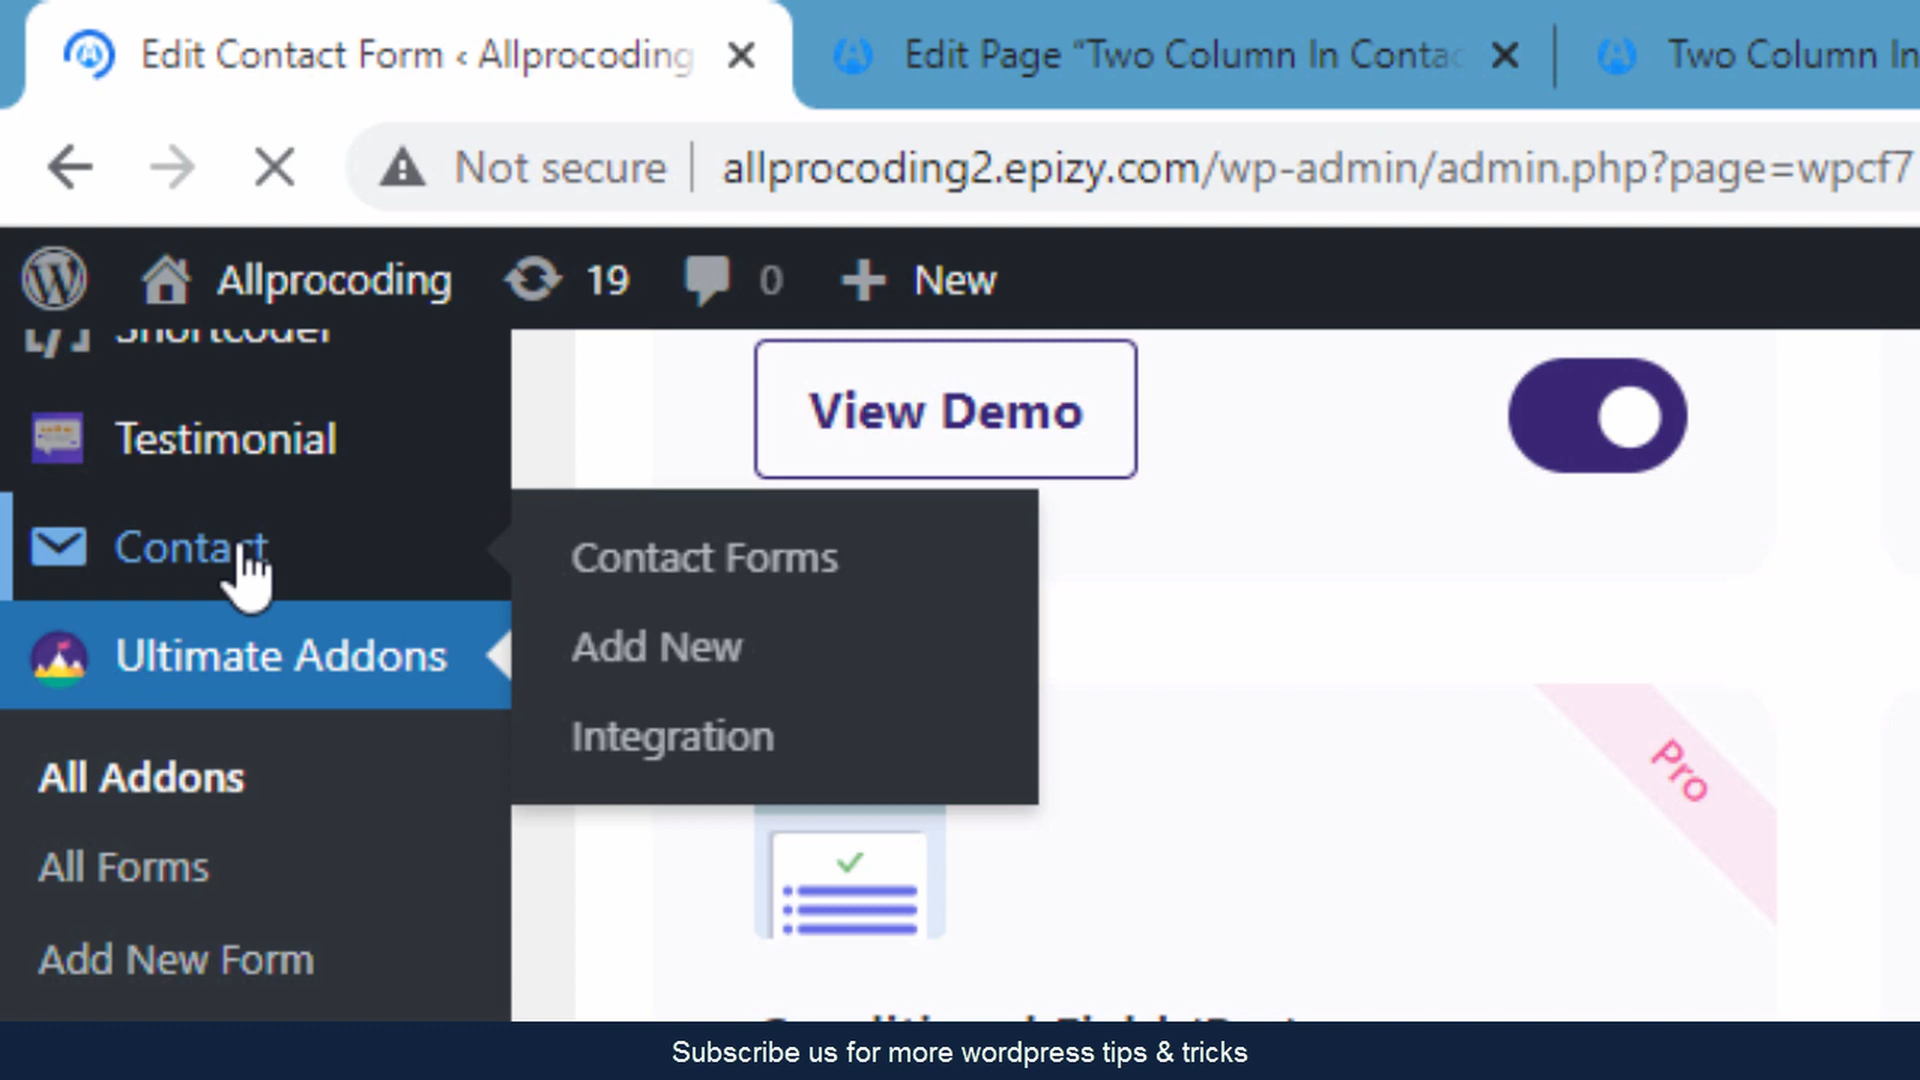 Edit Contact Form ‹ Allprocoding
Edit Page "Two Column In Contac
Two Column In
Not secure
allprocoding2.epizy.com/wp-admin/admin.php?page=wpcf7
Allprocoding
19
0
New
Shortcoder
Testimonial
Contact
Ultimate Addons
All Addons
All Forms
Add New Form
Contact Forms
Add New
Integration
View Demo
Pro
Subscribe us for more wordpress tips & tricks